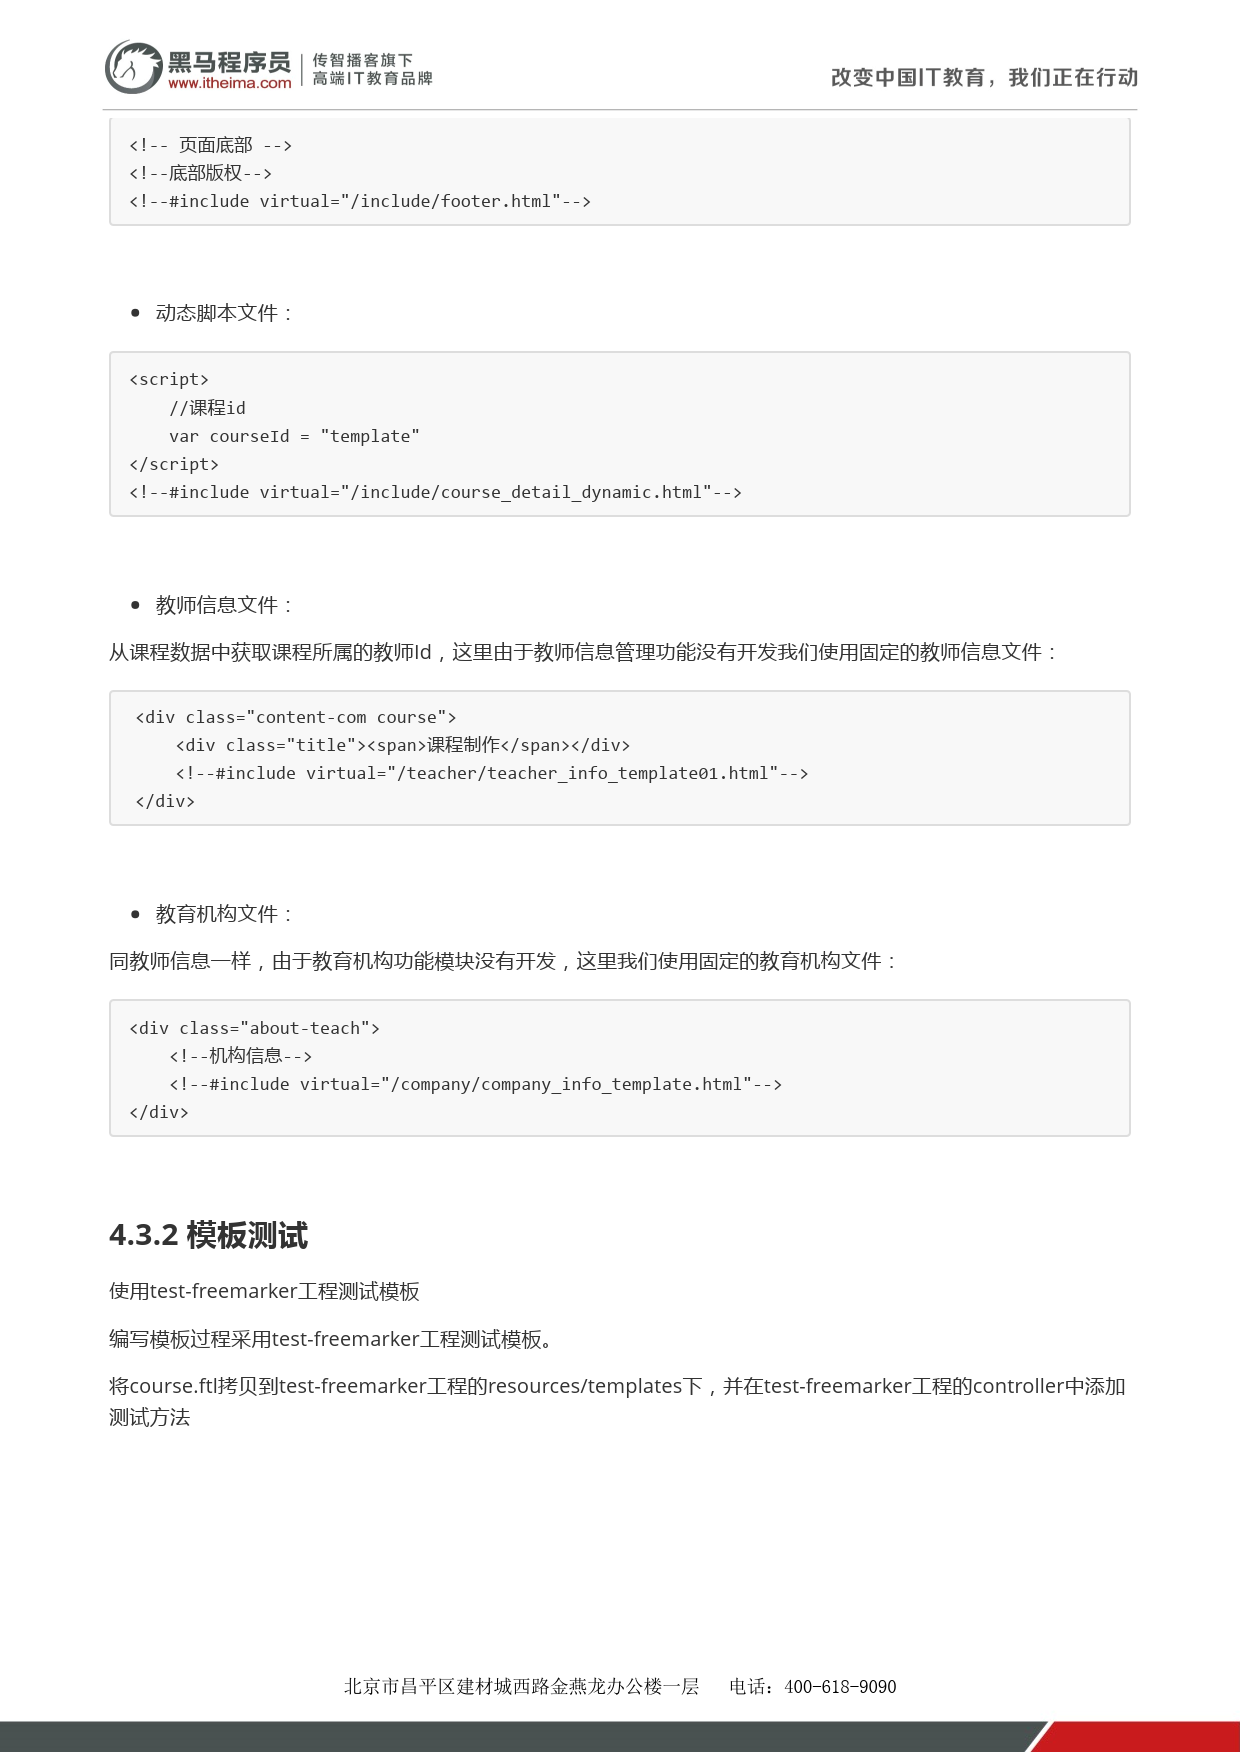 黑马程序员
www.itheima.com
传智播客旗下
高端IT教育品牌
改变中国IT教育，我们正在行动
<!-- 页面底部 -->
<!--底部版权-->
<!--#include virtual="/include/footer.html"-->
• 动态脚本文件：
<script>
    //课程id
    var courseId = "template"
</script>
<!--#include virtual="/include/course_detail_dynamic.html"-->
• 教师信息文件：
从课程数据中获取课程所属的教师Id，这里由于教师信息管理功能没有开发我们使用固定的教师信息文件：
<div class="content-com course">
    <div class="title"><span>课程制作</span></div>
    <!--#include virtual="/teacher/teacher_info_template01.html"-->
</div>
• 教育机构文件：
同教师信息一样，由于教育机构功能模块没有开发，这里我们使用固定的教育机构文件：
<div class="about-teach">
    <!--机构信息-->
    <!--#include virtual="/company/company_info_template.html"-->
</div>
4.3.2 模板测试
使用test-freemarker工程测试模板
编写模板过程采用test-freemarker工程测试模板。
将course.ftl拷贝到test-freemarker工程的resources/templates下，并在test-freemarker工程的controller中添加
测试方法
北京市昌平区建材城西路金燕龙办公楼一层 电话：400-618-9090